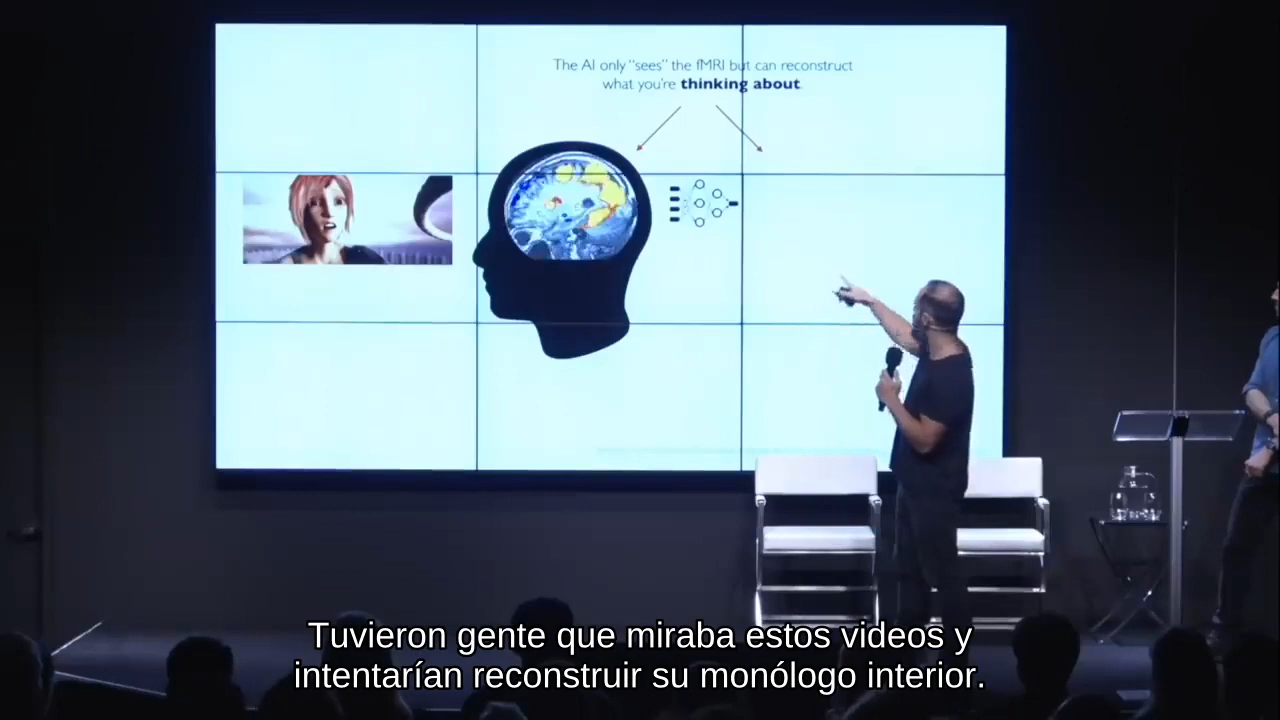 The AI only "sees" the fMRI but can reconstruct
what you're thinking about.
Tuvieron gente que miraba estos videos y
intentarían reconstruir su monólogo interior.